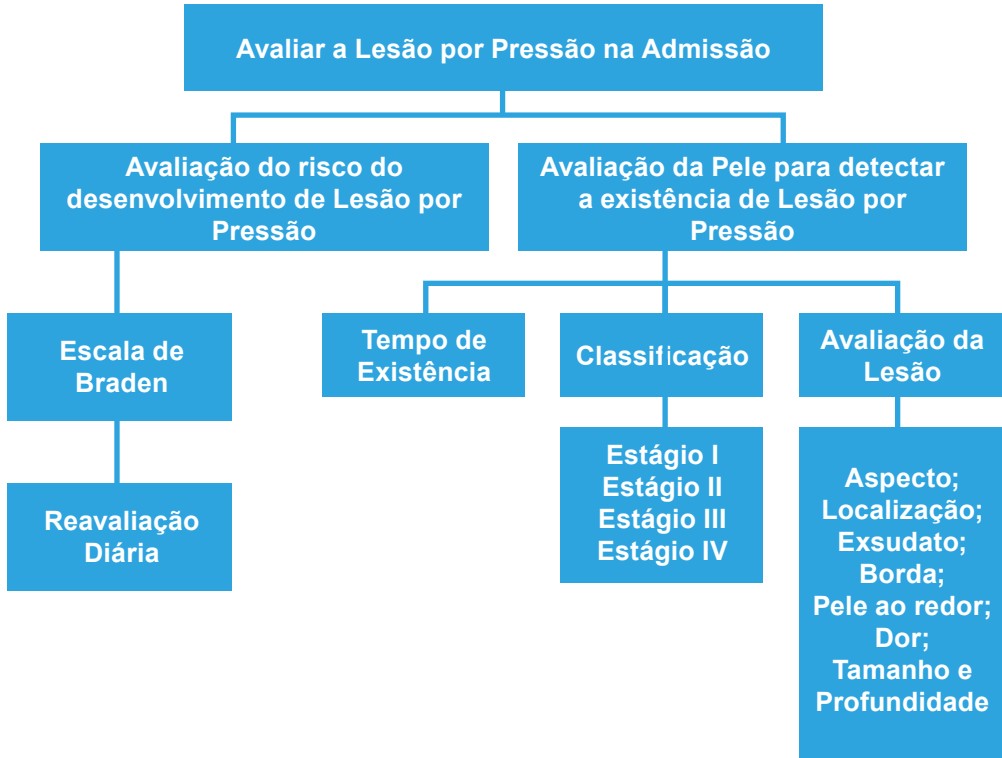 Avaliar a Lesão por Pressão na Admissão
Avaliação do risco do
desenvolvimento de Lesão por
Pressão
Avaliação da Pele para detectar
a existência de Lesão por
Pressão
Escala de
Braden
Tempo de
Existência
Classificação
Avaliação da
Lesão
Reavaliação
Diária
Estágio I
Estágio II
Estágio III
Estágio IV
Aspecto;
Localização;
Exsudato;
Borda;
Pele ao redor;
Dor;
Tamanho e
Profundidade